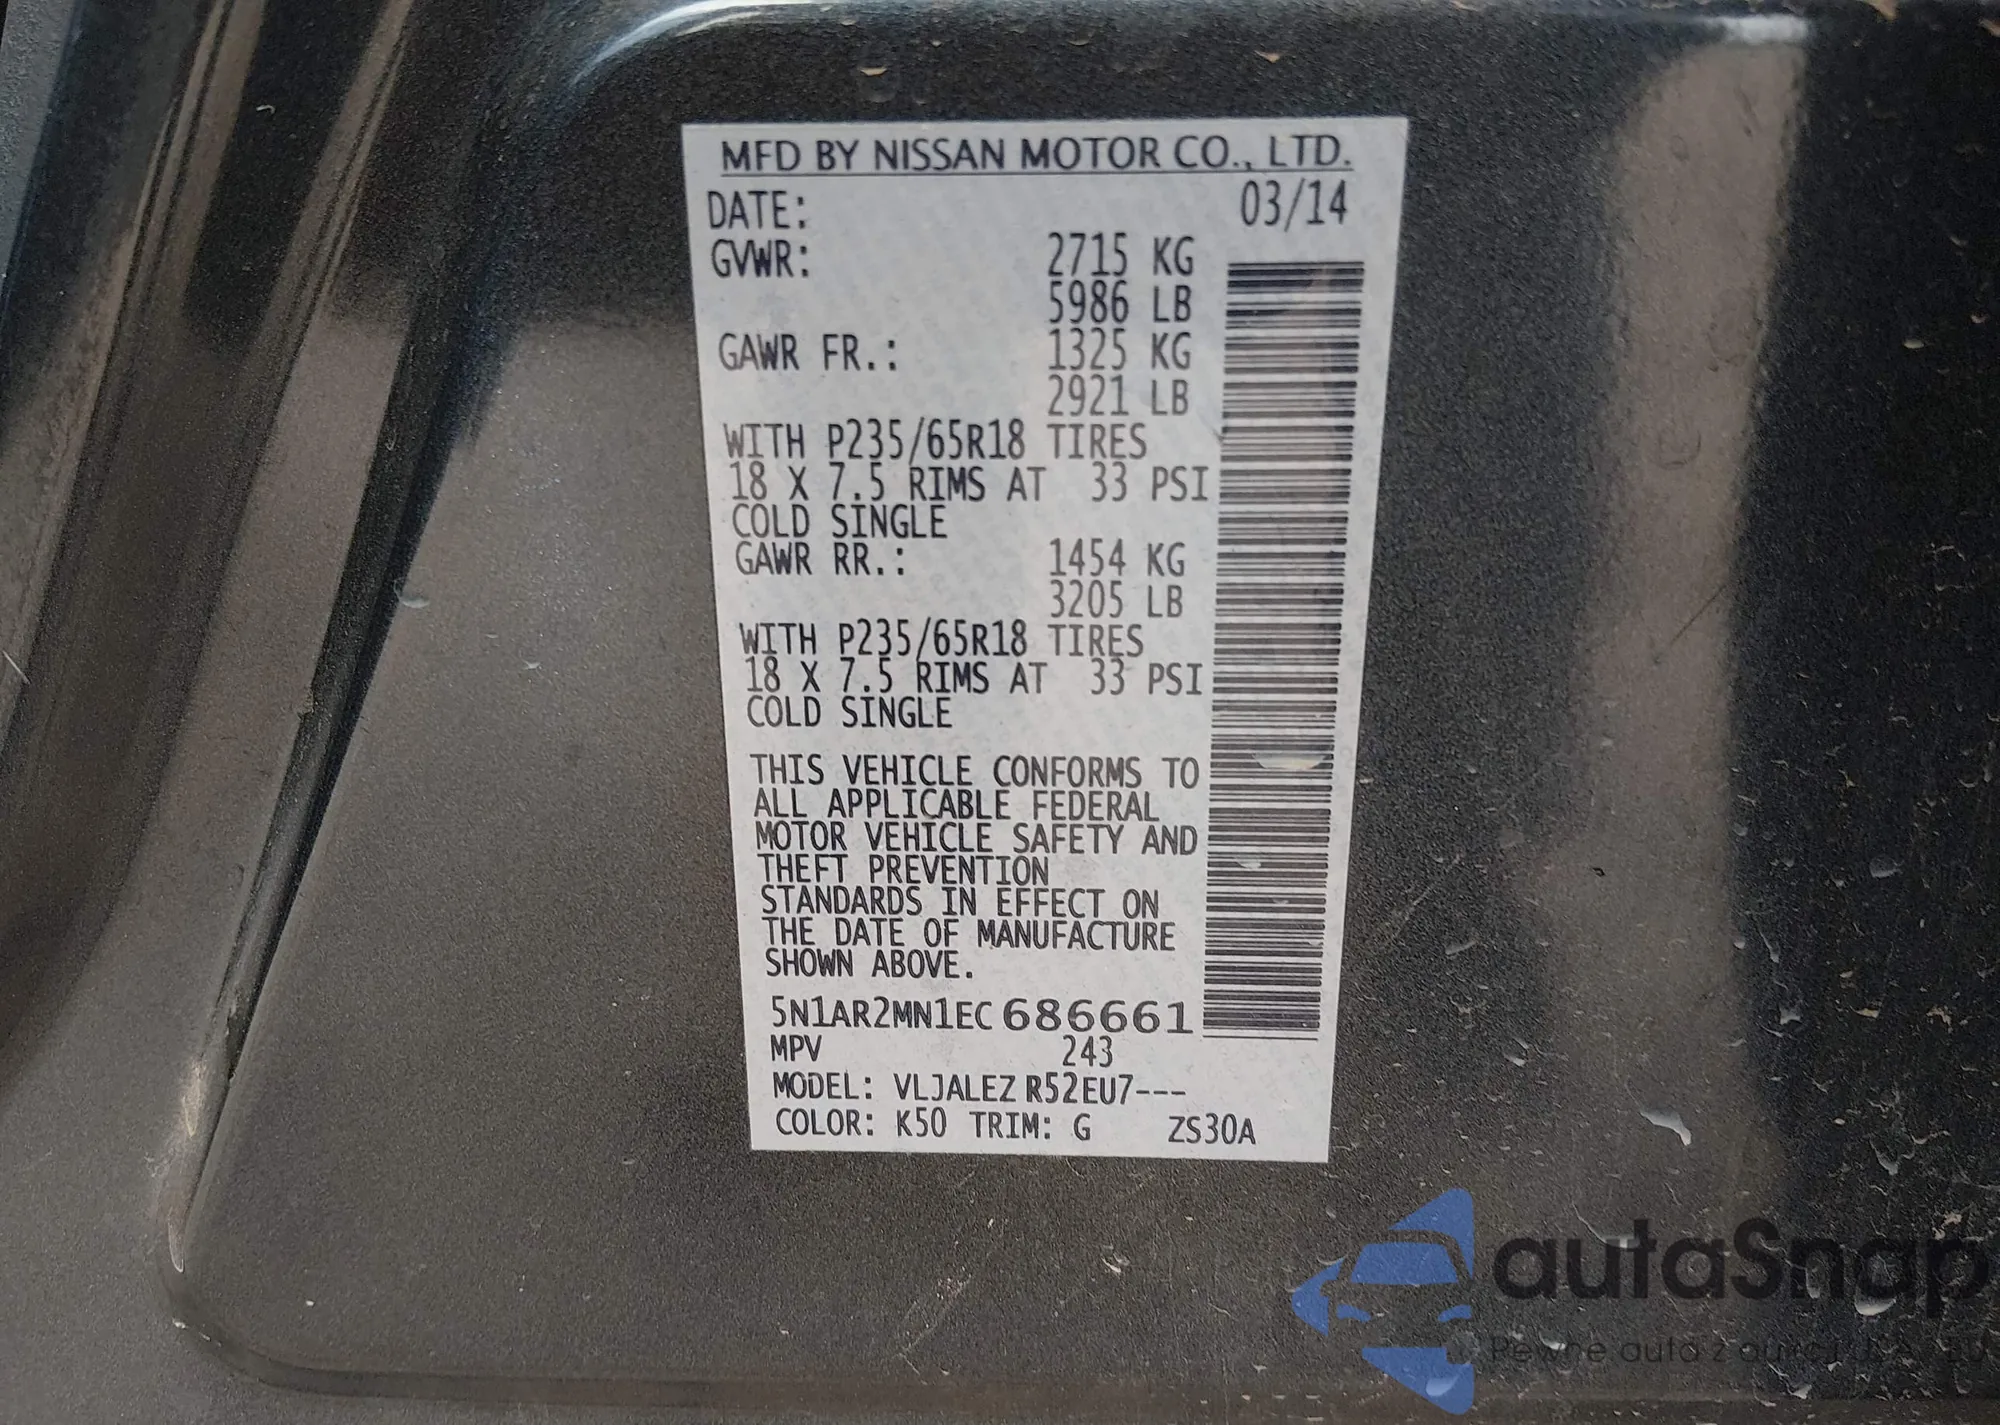 MFD BY NISSAN MOTOR CO., LTD.
DATE: 03/14
GVWR: 2715 KG
5986 LB
GAWR FR.: 1325 KG
2921 LB
WITH P235/65R18 TIRES
18 X 7.5 RIMS AT 33 PSI
COLD SINGLE
GAWR RR.: 1454 KG
3205 LB
WITH P235/65R18 TIRES
18 X 7.5 RIMS AT 33 PSI
COLD SINGLE
THIS VEHICLE CONFORMS TO
ALL APPLICABLE FEDERAL
MOTOR VEHICLE SAFETY AND
THEFT PREVENTION
STANDARDS IN EFFECT ON
THE DATE OF MANUFACTURE
SHOWN ABOVE.
5N1AR2MN1EC686661
MPV 243
MODEL: VLJALEZ R52EU7---
COLOR: K50 TRIM: G ZS30A
autaSnap
Pewne auta z